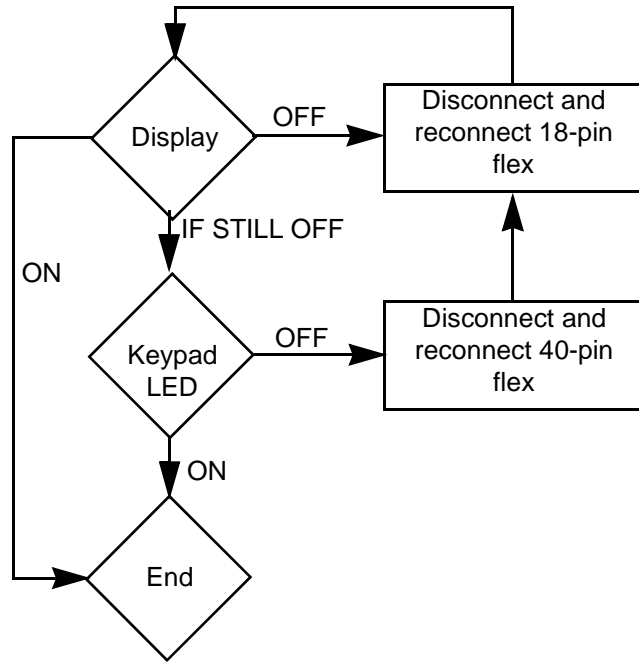 Display
OFF
Disconnect and
reconnect 18-pin
flex
IF STILL OFF
ON
Keypad
LED
OFF
Disconnect and
reconnect 40-pin
flex
ON
End